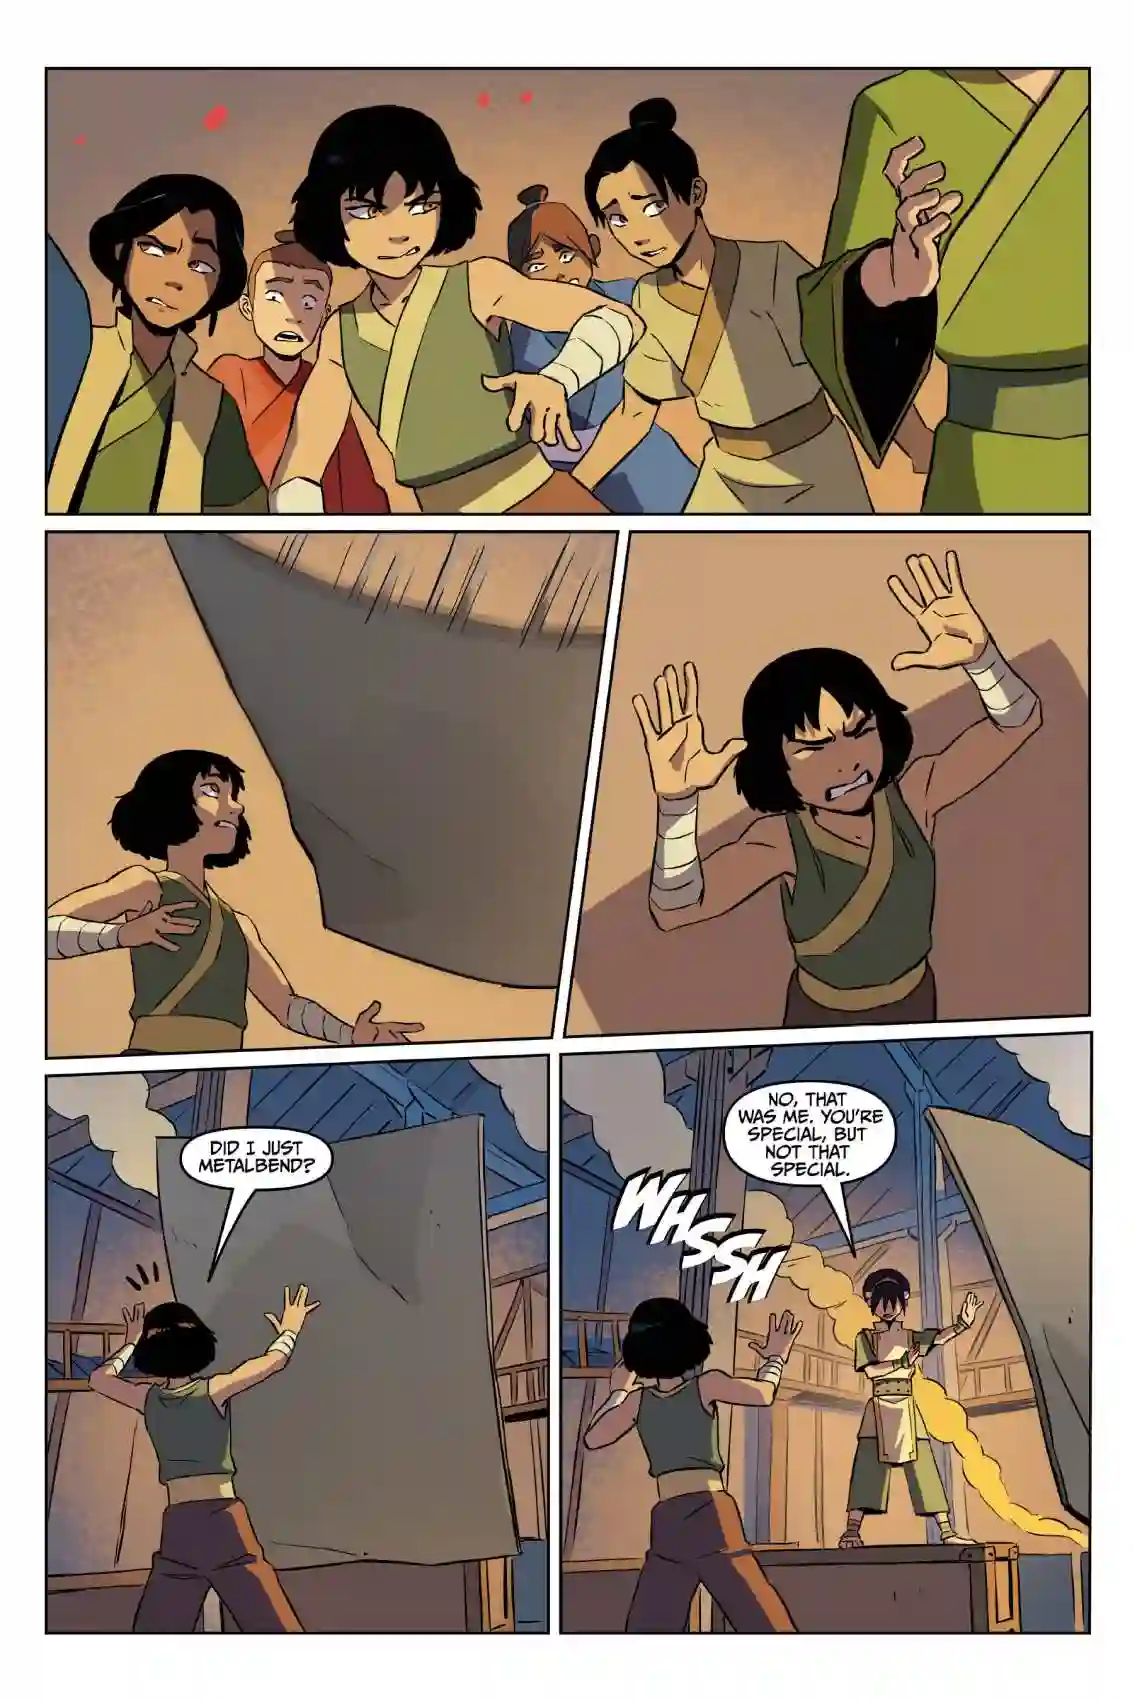 DID I JUST
METALBEND?
NO, THAT
WAS ME. YOU'RE
SPECIAL, BUT
NOT THAT
SPECIAL.
WHSSH